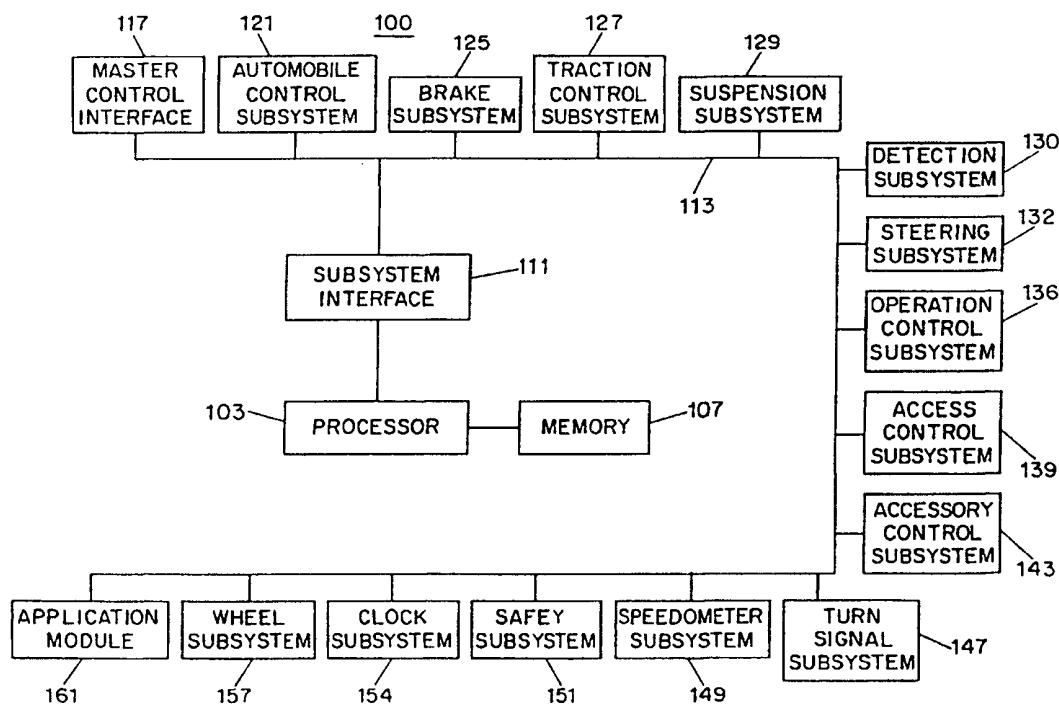 100
117
121
125
127
129
MASTER
CONTROL
INTERFACE
AUTOMOBILE
CONTROL
SUBSYSTEM
BRAKE
SUBSYSTEM
TRACTION
CONTROL
SUBSYSTEM
SUSPENSION
SUBSYSTEM
113
DETECTION
SUBSYSTEM
130
STEERING
SUBSYSTEM
132
OPERATION
CONTROL
SUBSYSTEM
136
SUBSYSTEM
INTERFACE
111
103
PROCESSOR
MEMORY
107
ACCESS
CONTROL
SUBSYSTEM
139
ACCESSORY
CONTROL
SUBSYSTEM
143
APPLICATION
MODULE
161
WHEEL
SUBSYSTEM
157
CLOCK
SUBSYSTEM
154
SAFEY
SUBSYSTEM
151
SPEEDOMETER
SUBSYSTEM
149
TURN
SIGNAL
SUBSYSTEM
147